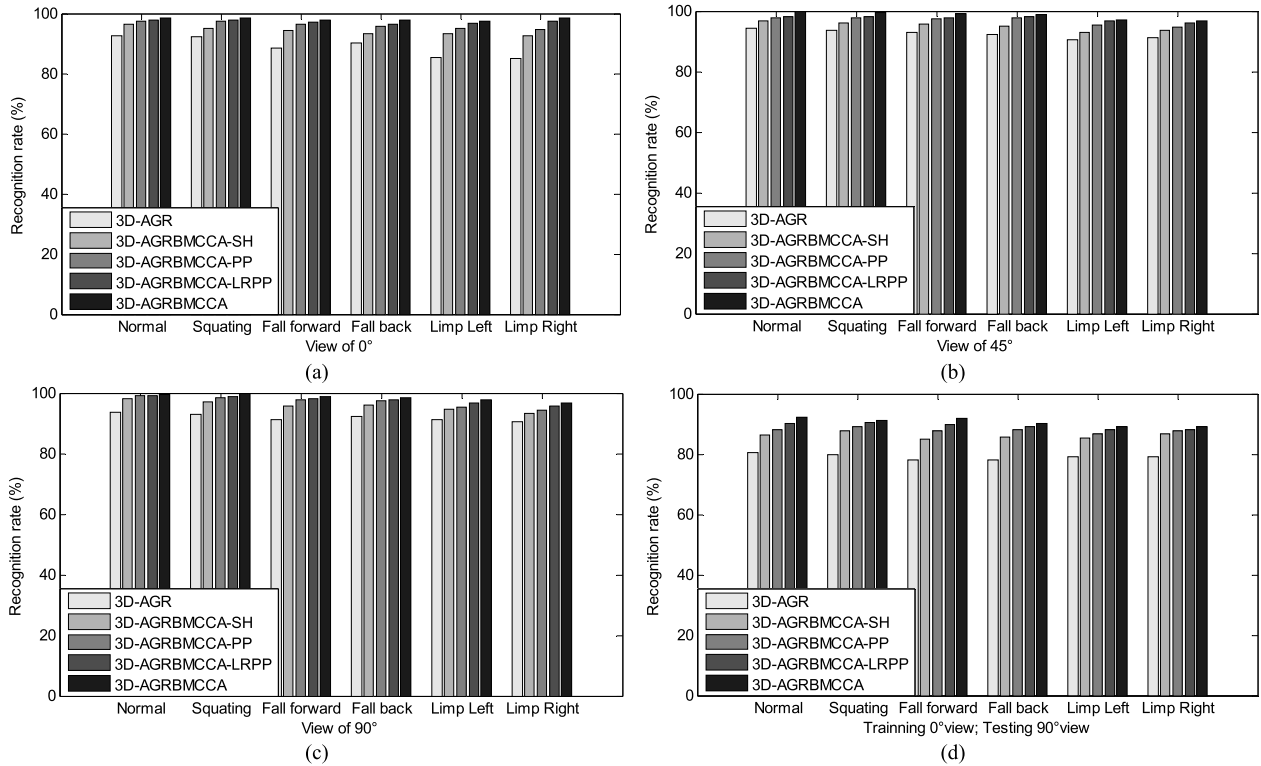 100
80
60
40
20
0
Recognition rate (%)
3D-AGR
3D-AGRBMCCA-SH
3D-AGRBMCCA-PP
3D-AGRBMCCA-LRPP
3D-AGRBMCCA
Normal Squating Fall forward Fall back Limp Left Limp Right
View of 0°
(a)
100
80
60
40
20
0
Recognition rate (%)
3D-AGR
3D-AGRBMCCA-SH
3D-AGRBMCCA-PP
3D-AGRBMCCA-LRPP
3D-AGRBMCCA
Normal Squating Fall forward Fall back Limp Left Limp Right
View of 45°
(b)
100
80
60
40
20
0
Recognition rate (%)
3D-AGR
3D-AGRBMCCA-SH
3D-AGRBMCCA-PP
3D-AGRBMCCA-LRPP
3D-AGRBMCCA
Normal Squating Fall forward Fall back Limp Left Limp Right
View of 90°
(c)
100
80
60
40
20
0
Recognition rate (%)
3D-AGR
3D-AGRBMCCA-SH
3D-AGRBMCCA-PP
3D-AGRBMCCA-LRPP
3D-AGRBMCCA
Normal Squating Fall forward Fall back Limp Left Limp Right
Trainning 0°view; Testing 90°view
(d)